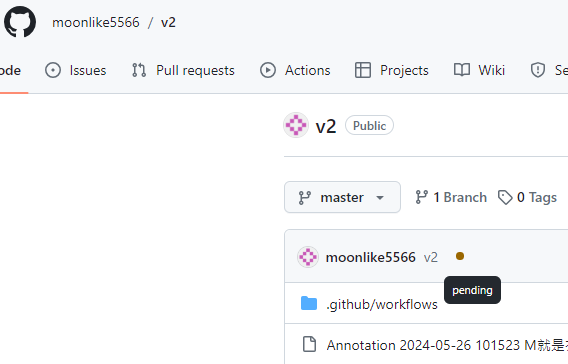 moonlike5566 / v2
ode Issues Pull requests Actions Projects Wiki Se
v2 Public
master 1 Branch 0 Tags
moonlike5566 v2
pending
.github/workflows
Annotation 2024-05-26 101523 M就是